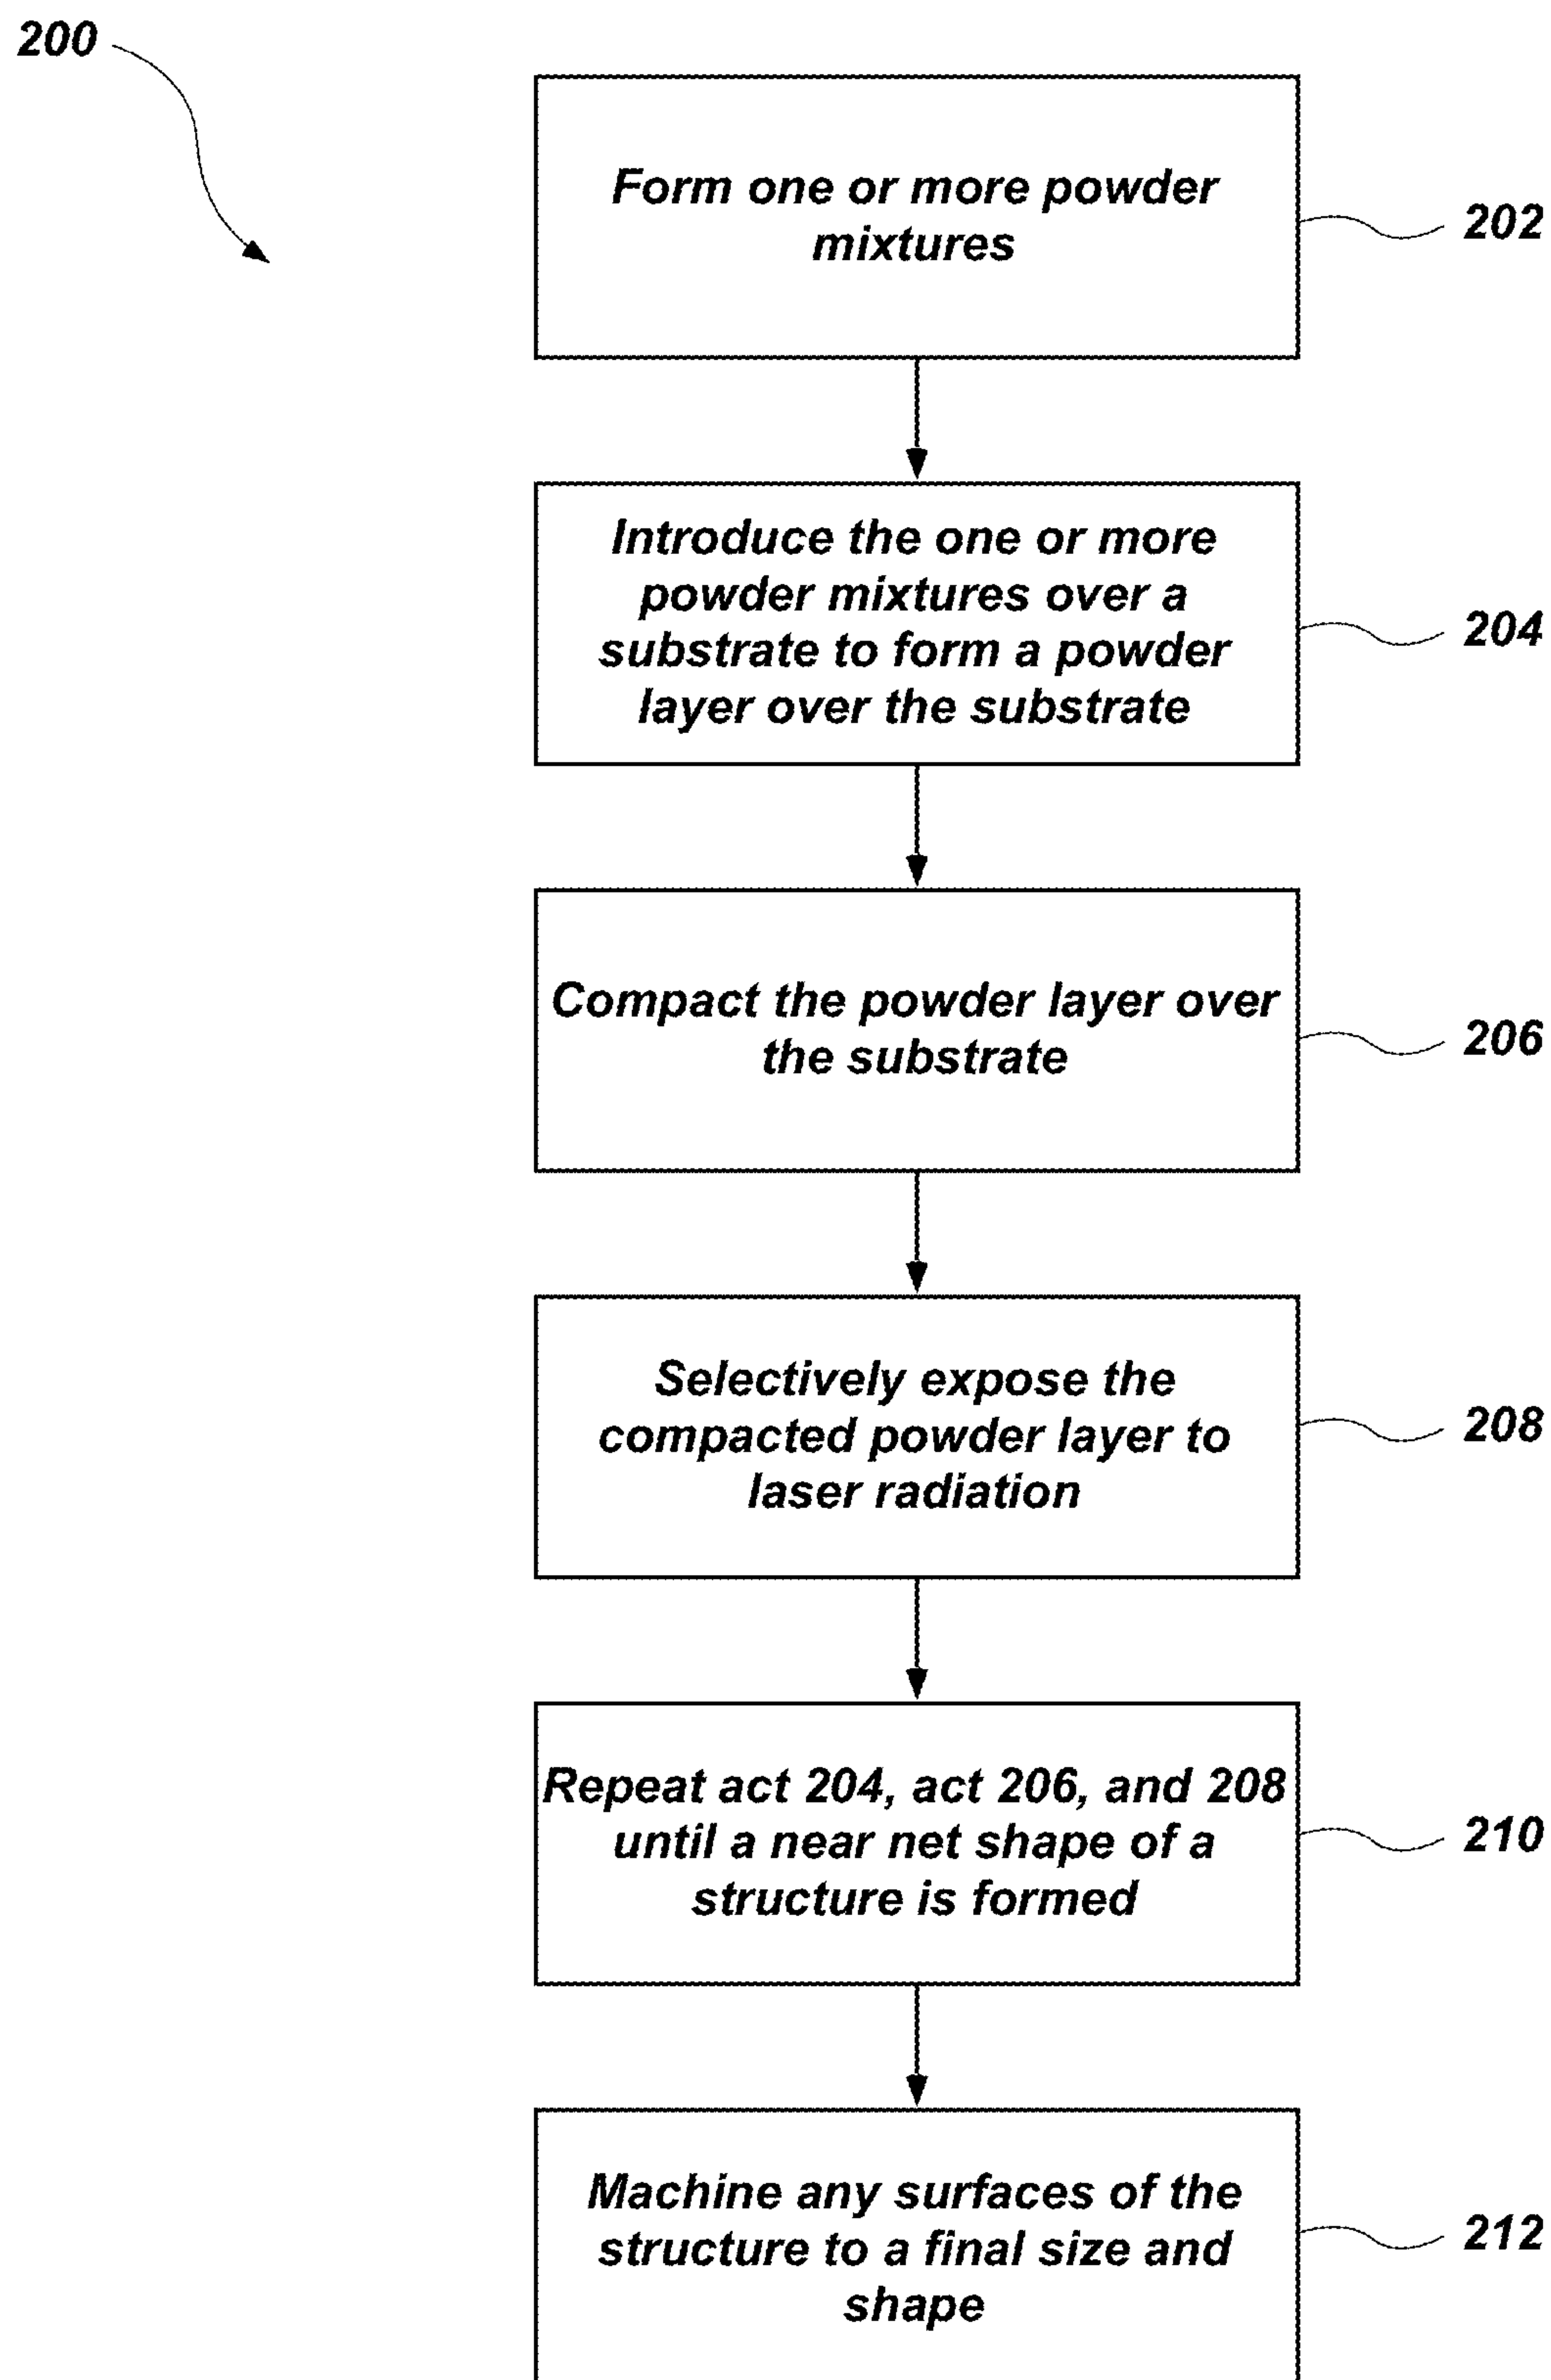 200
Form one or more powder
mixtures
202
Introduce the one or more
powder mixtures over a
substrate to form a powder
layer over the substrate
204
Compact the powder layer over
the substrate
206
Selectively expose the
compacted powder layer to
laser radiation
208
Repeat act 204, act 206, and 208
until a near net shape of a
structure is formed
210
Machine any surfaces of the
structure to a final size and
shape
212